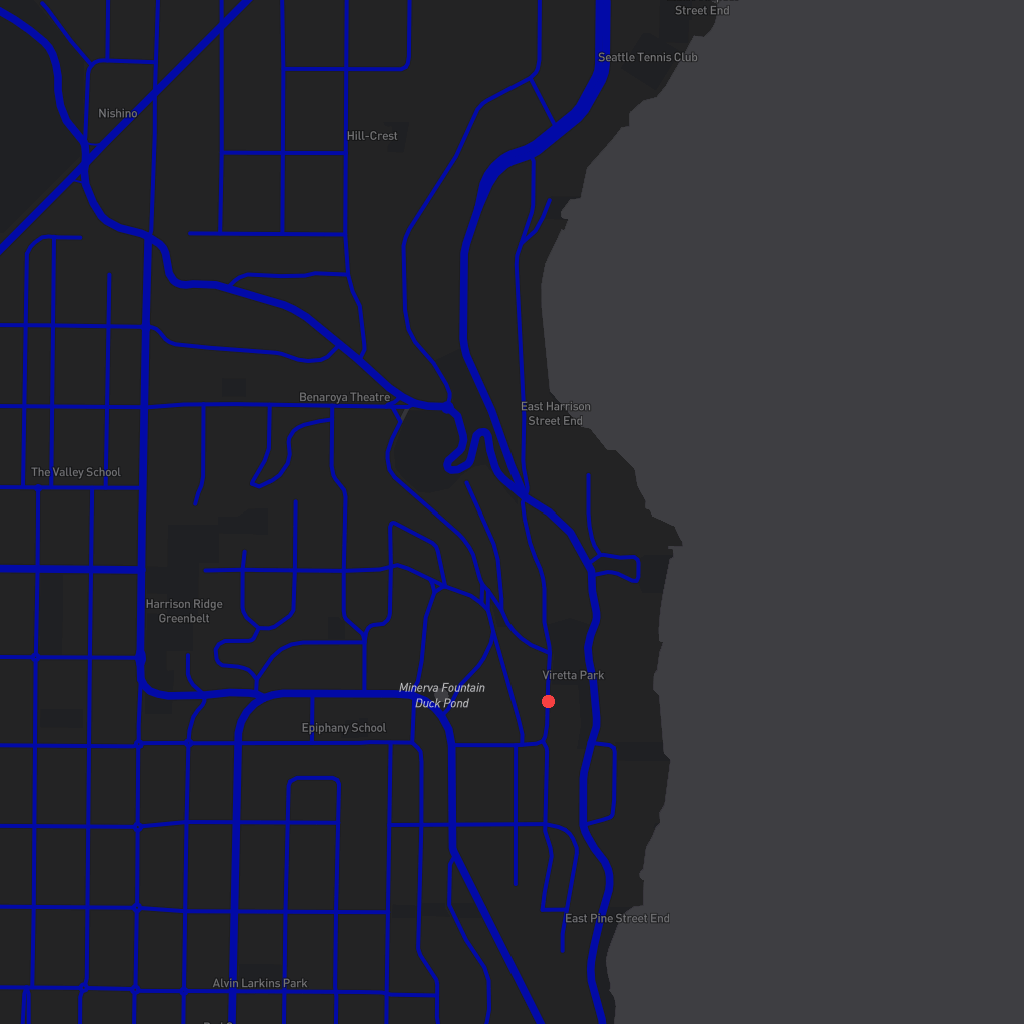 Street End
Seattle Tennis Club
Nishino
Hill-Crest
Benaroya Theatre
East Harrison
Street End
The Valley School
Harrison Ridge
Greenbelt
Viretta Park
Minerva Fountain
Duck Pond
Epiphany School
East Pine Street End
Alvin Larkins Park